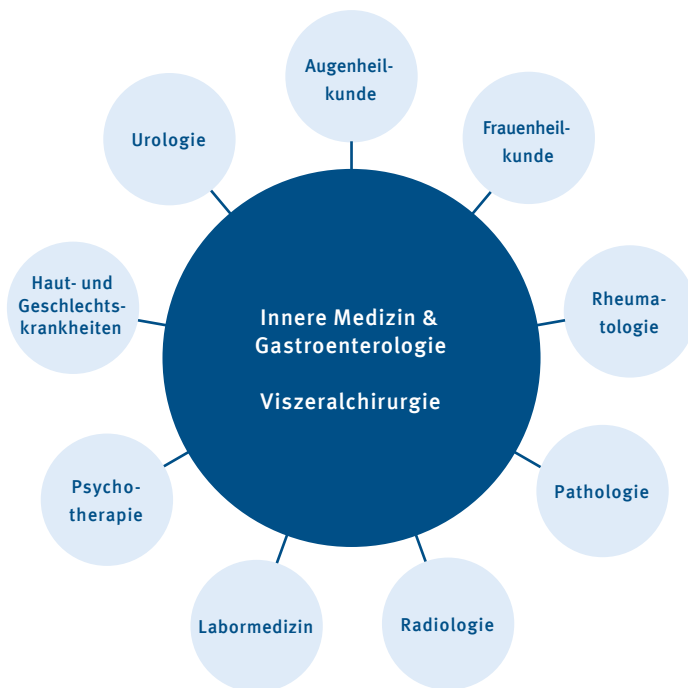 Augenheil-
kunde
Frauenheil-
kunde
Urologie
Haut- und
Geschlechts-
krankheiten
Innere Medizin &
Gastroenterologie
Viszeralchirurgie
Rheuma-
tologie
Psycho-
therapie
Pathologie
Labormedizin
Radiologie